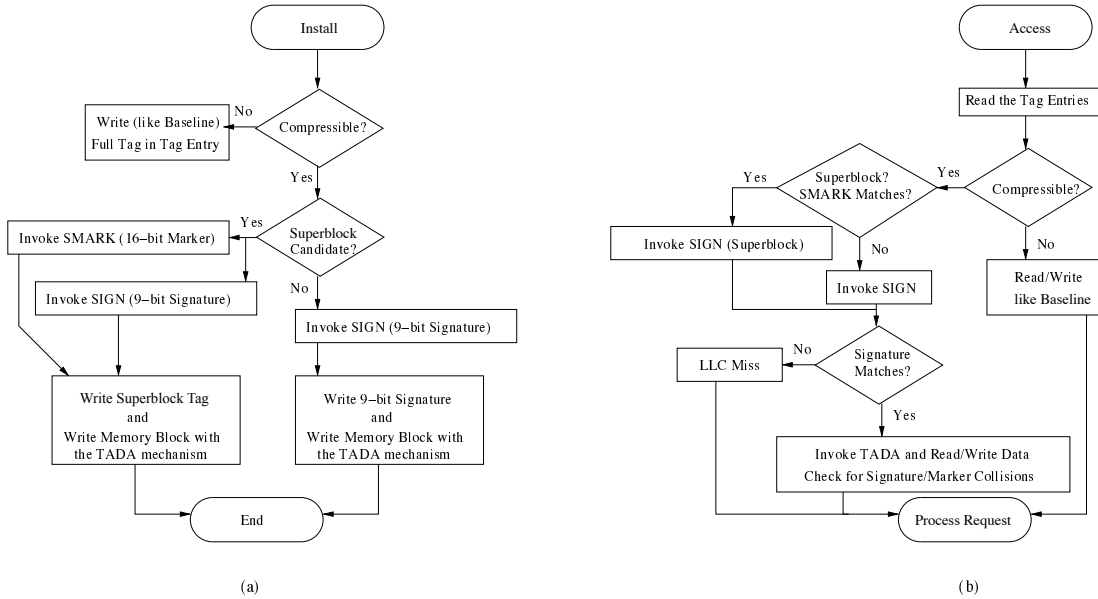 Install
Compressible?
No
Write (like Baseline)
Full Tag in Tag Entry
Yes
Superblock
Candidate?
Yes
Invoke SMARK (16−bit Marker)
Invoke SIGN (9−bit Signature)
No
Invoke SIGN (9−bit Signature)
Write Superblock Tag
and
Write Memory Block with
the TADA mechanism
Write 9−bit Signature
and
Write Memory Block with
the TADA mechanism
End
(a)
Access
Read the Tag Entries
Compressible?
Yes
Superblock?
SMARK Matches?
Yes
Invoke SIGN (Superblock)
No
Invoke SIGN
No
Read/Write
like Baseline
Signature
Matches?
No
LLC Miss
Yes
Invoke TADA and Read/Write Data
Check for Signature/Marker Collisions
Process Request
(b)